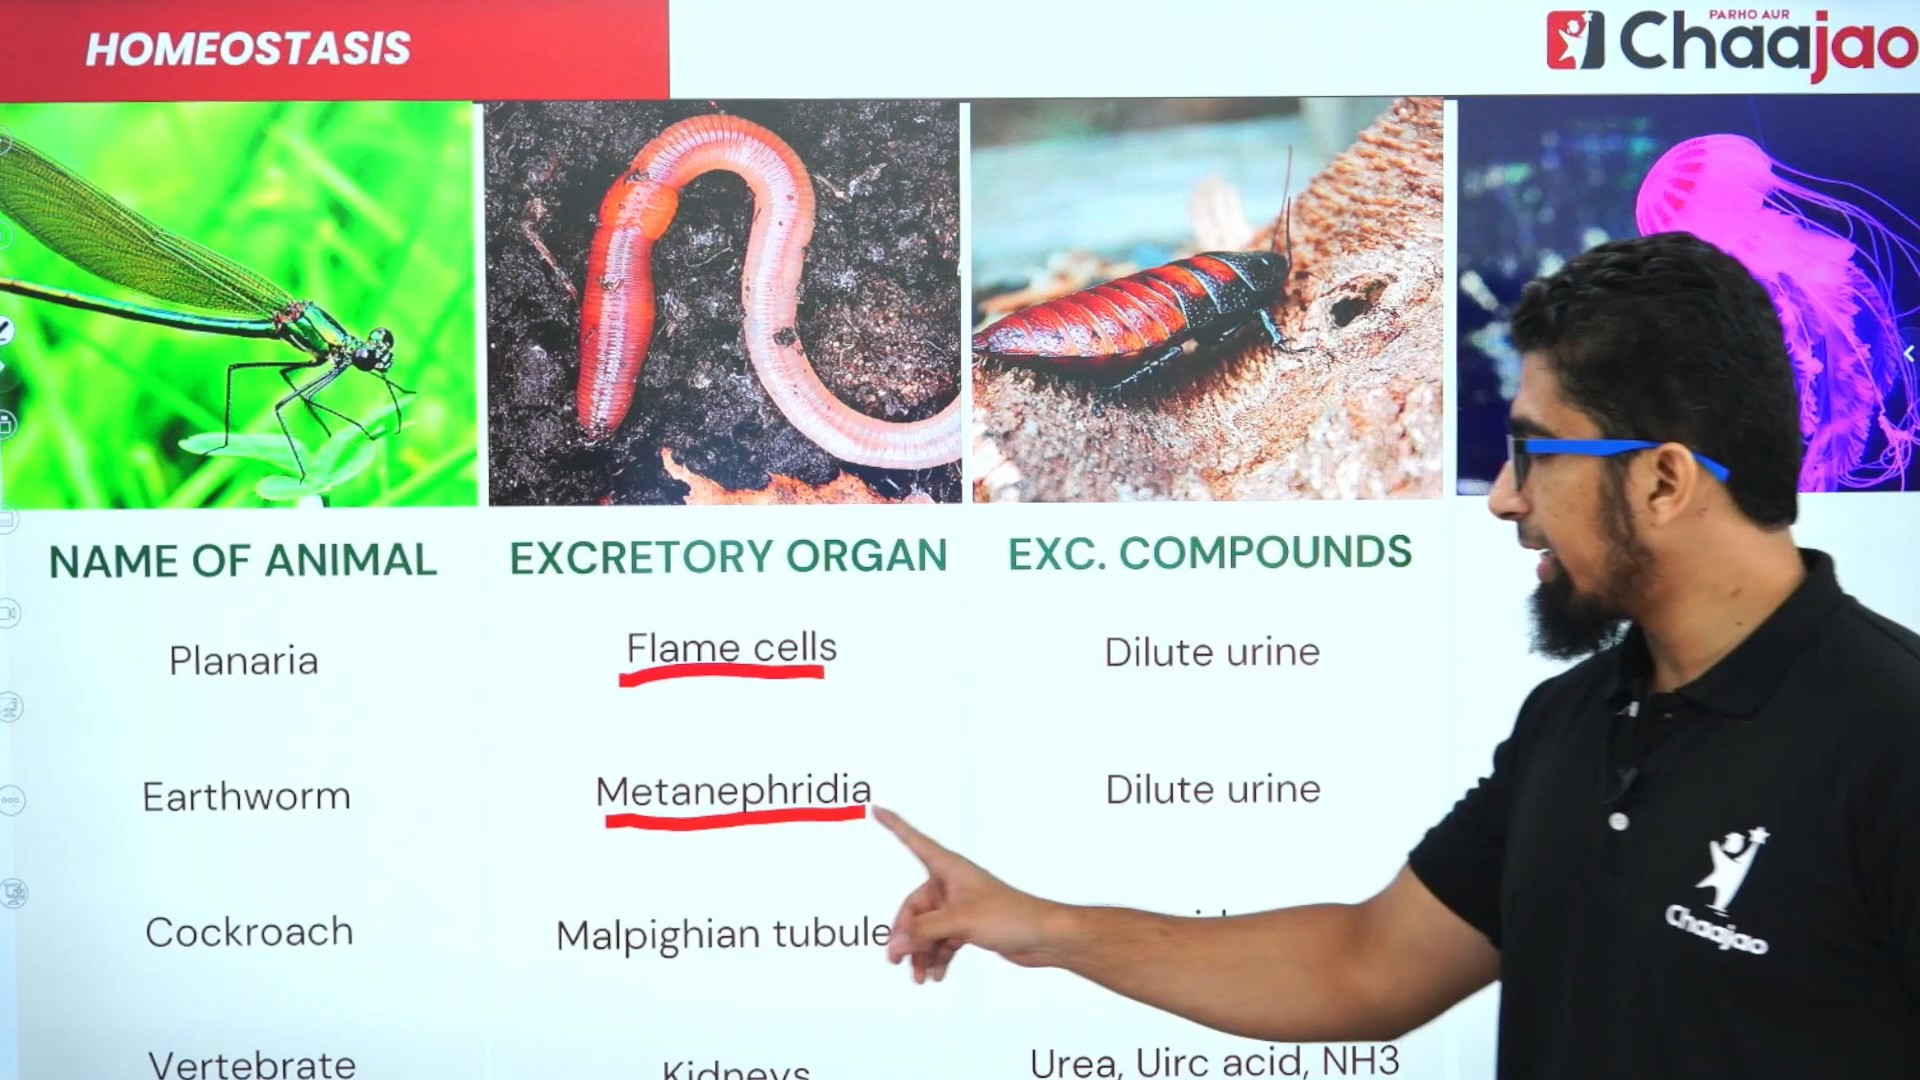 HOMEOSTASIS
PARHO AUR
Chaajao
NAME OF ANIMAL EXCRETORY ORGAN EXC. COMPOUNDS
Planaria Flame cells Dilute urine
Earthworm Metanephridia Dilute urine
Cockroach Malpighian tubule
Vertebrate Kidneys Urea, Uirc acid, NH3
Chaajao